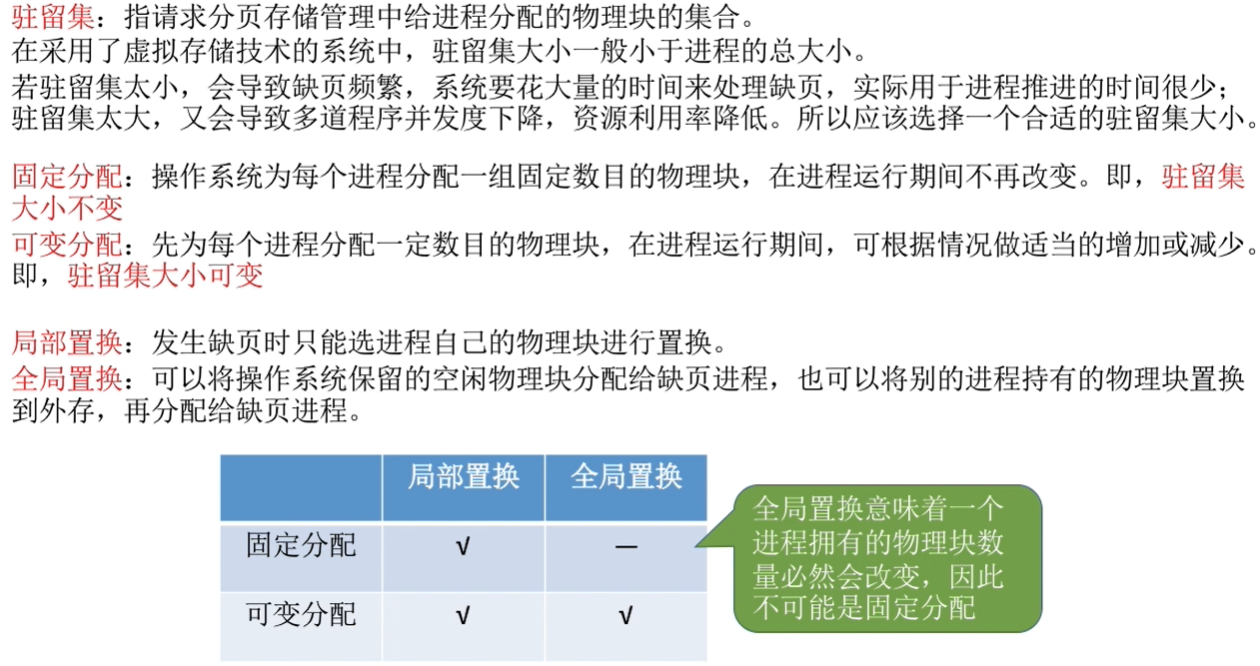 驻留集：指请求分页存储管理中给进程分配的物理块的集合。
在采用了虚拟存储技术的系统中，驻留集大小一般小于进程的总大小。
若驻留集太小，会导致缺页频繁，系统要花大量的时间来处理缺页，实际用于进程推进的时间很少；
驻留集太大，又会导致多道程序并发度下降，资源利用率降低。所以应该选择一个合适的驻留集大小。
固定分配：操作系统为每个进程分配一组固定数目的物理块，在进程运行期间不再改变。即，驻留集
大小不变
可变分配：先为每个进程分配一定数目的物理块，在进程运行期间，可根据情况做适当的增加或减少。
即，驻留集大小可变
局部置换：发生缺页时只能选进程自己的物理块进行置换。
全局置换：可以将操作系统保留的空闲物理块分配给缺页进程，也可以将别的进程持有的物理块置换
到外存，再分配给缺页进程。
局部置换 全局置换
固定分配 √ —
可变分配 √ √
全局置换意味着一个
进程拥有的物理块数
量必然会改变，因此
不可能是固定分配